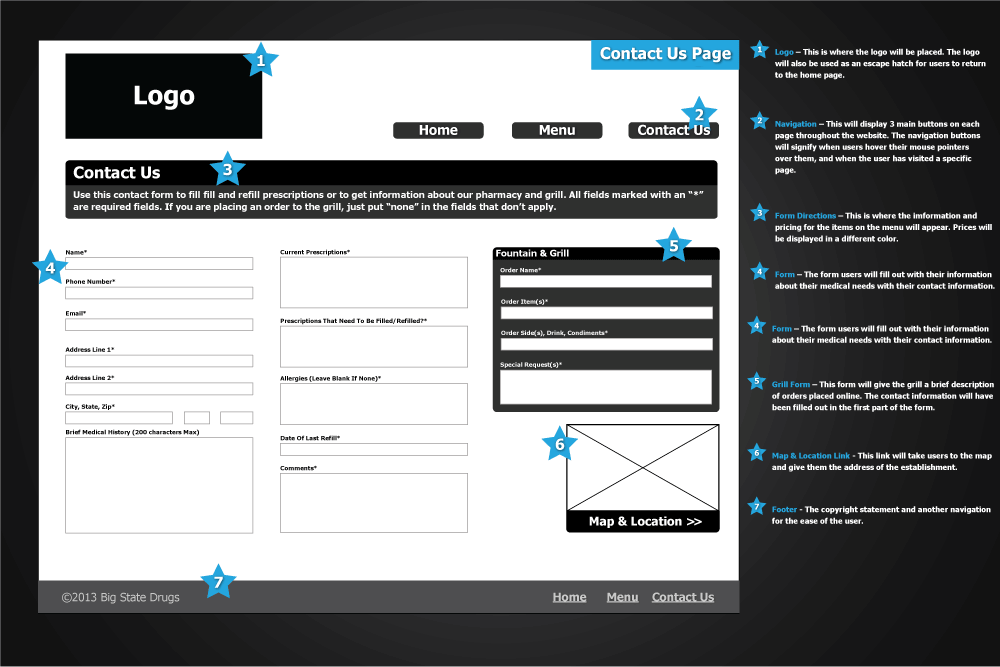 Contact Us Page
1
Logo
2
Home
Menu
Contact Us
Contact Us
3
Use this contact form to fill fill and refill prescriptions or to get information about our pharmacy and grill. All fields marked with an “*”
are required fields. If you are placing an order to the grill, just put “none” in the fields that don’t apply.
4
Name*
Phone Number*
Email*
Address Line 1*
Address Line 2*
City, State, Zip*
Brief Medical History (200 characters Max)
Current Prescriptions*
Prescriptions That Need To Be Filled/Refilled?*
Allergies (Leave Blank If None)*
Date Of Last Refill*
Comments*
5
Fountain & Grill
Order Name*
Order Item(s)*
Order Side(s), Drink, Condiments*
Special Request(s)*
6
Map & Location >>
7
©2013 Big State Drugs
Home
Menu
Contact Us
1
Logo – This is where the logo will be placed. The logo
will also be used as an escape hatch for users to return
to the home page.
2
Navigation – This will display 3 main buttons on each
page throughout the website. The navigation buttons
will signify when users hover their mouse pointers
over them, and when the user has visited a specific
page.
3
Form Directions – This is where the imformation and
pricing for the items on the menu will appear. Prices will
be displayed in a different color.
4
Form – The form users will fill out with their information
about their medical needs with their contact information.
4
Form – The form users will fill out with their information
about their medical needs with their contact information.
5
Grill Form – This form will give the grill a brief description
of orders placed online. The contact information will have
been filled out in the first part of the form.
6
Map & Location Link - This link will take users to the map
and give them the address of the establishment.
7
Footer - The copyright statement and another navigation
for the ease of the user.